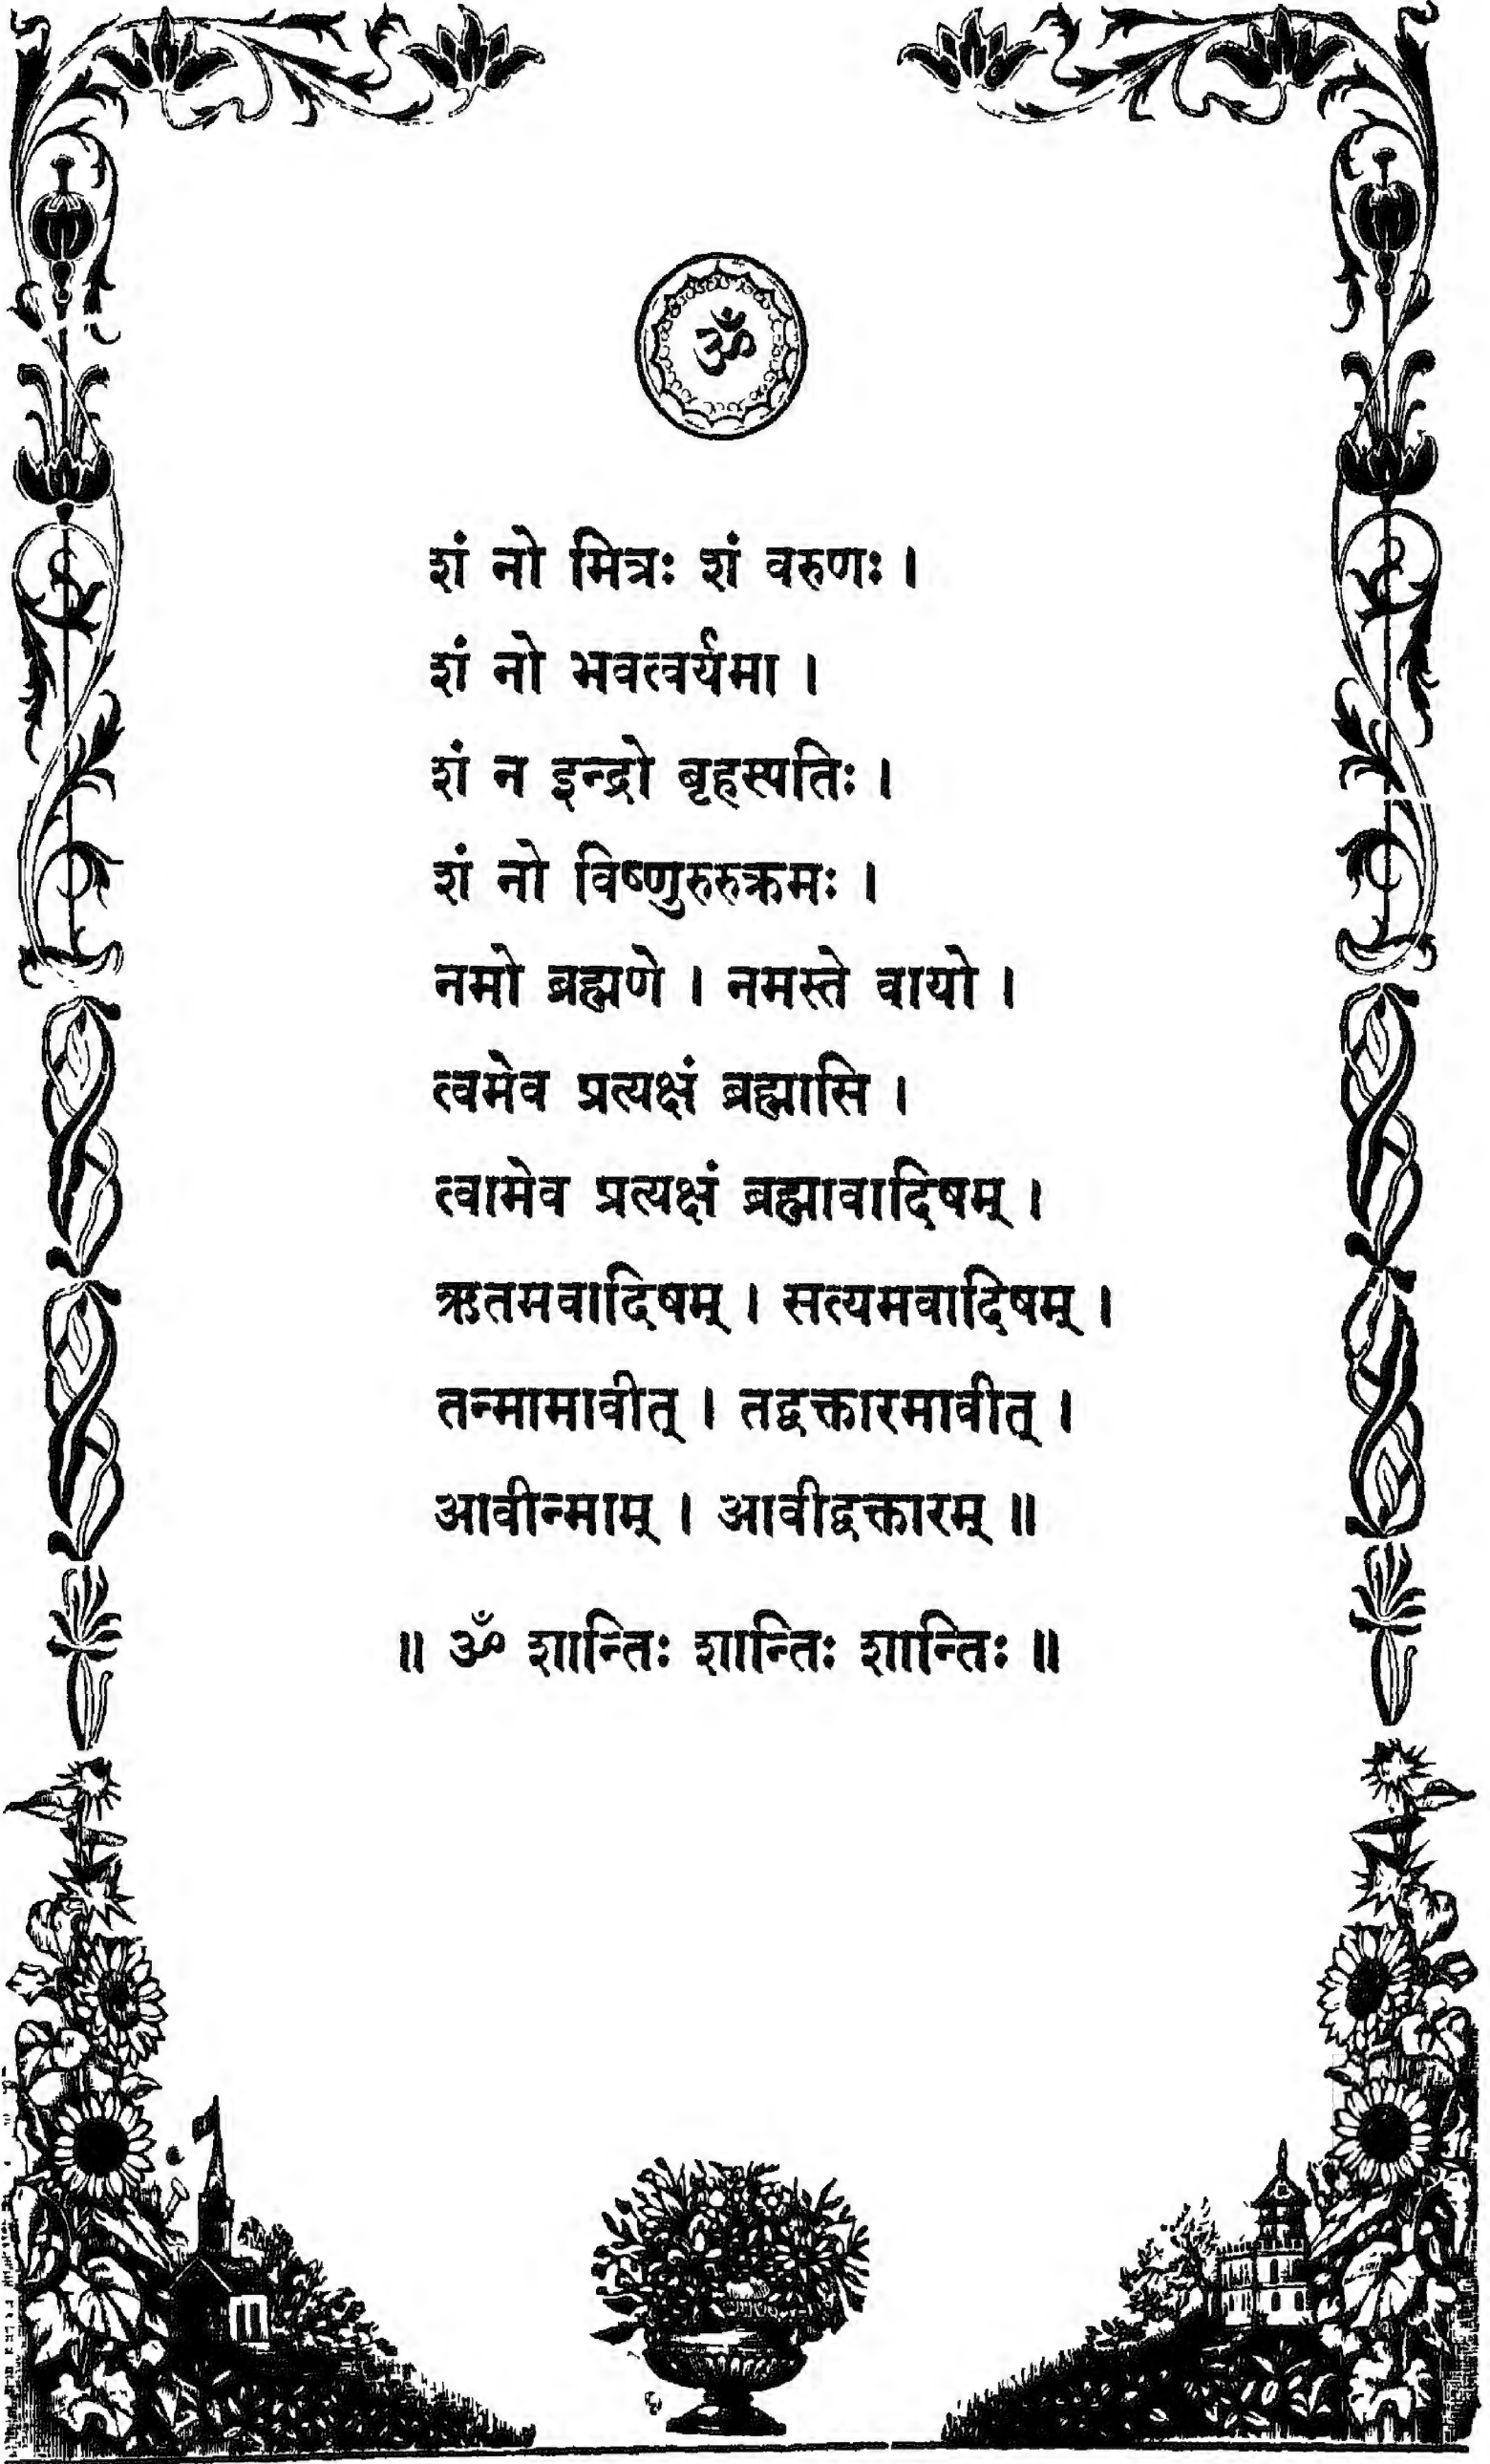 ॐ
शं नो मित्रः शं वरुणः ।
शं नो भवत्वर्यमा ।
शं न इन्द्रो बृहस्पतिः ।
शं नो विष्णुरुरुक्रमः ।
नमो ब्रह्मणे । नमस्ते वायो ।
त्वमेव प्रत्यक्षं ब्रह्मासि ।
त्वामेव प्रत्यक्षं ब्रह्मावादिषम् ।
ऋतमवादिषम् । सत्यमवादिषम् ।
तन्मामावीत् । तद्वक्तारमावीत् ।
आवीन्माम् । आवीद्वक्तारम् ॥
॥ ॐ शान्तिः शान्तिः शान्तिः ॥